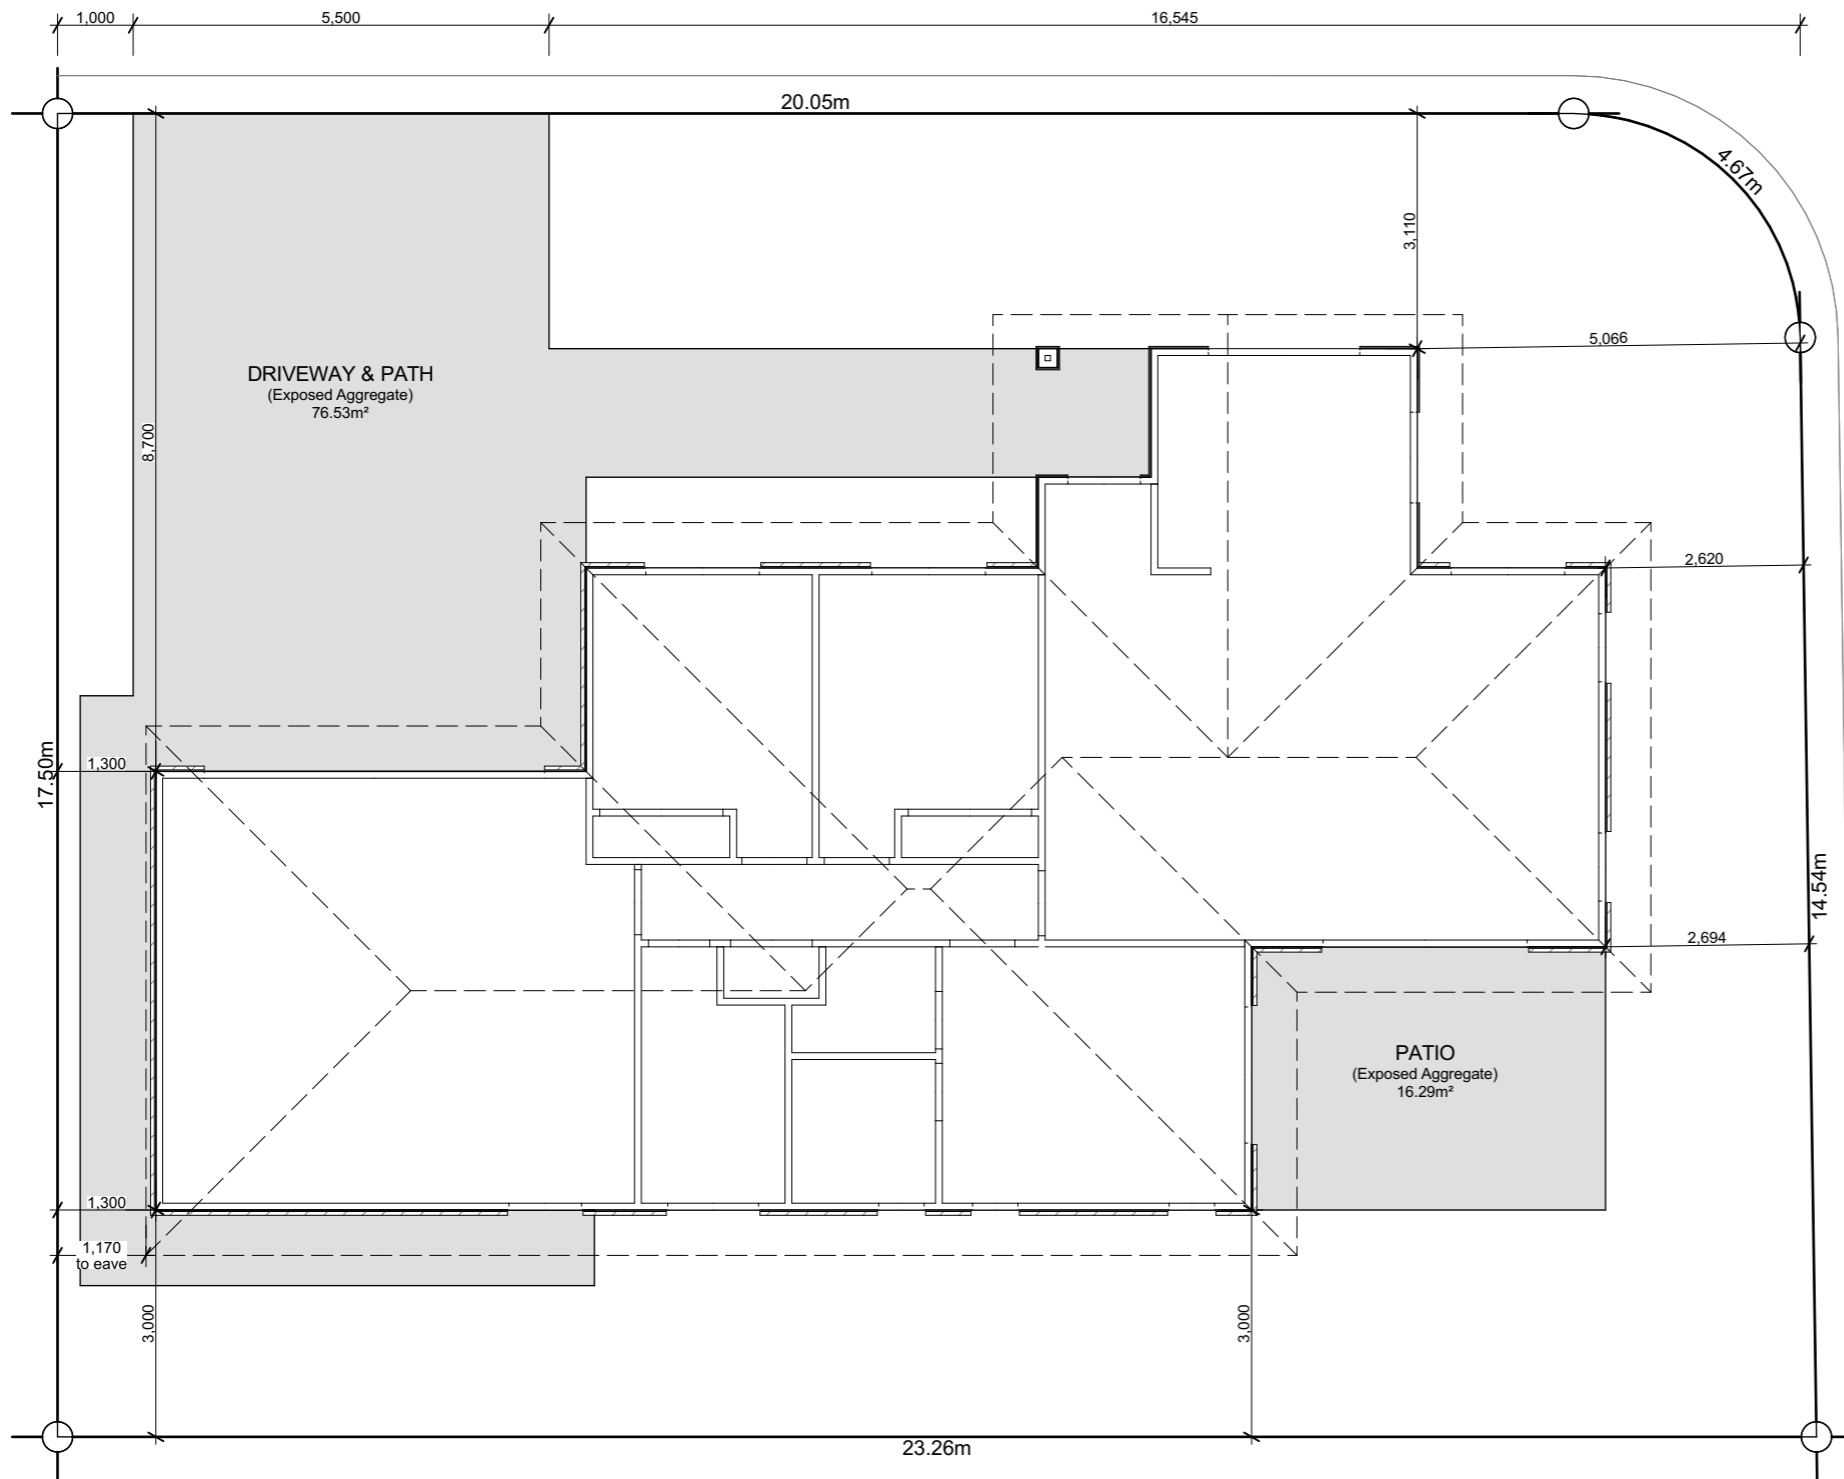 1,000
5,500
16,545
20.05m
4.67m
3,110
5,066
DRIVEWAY & PATH
(Exposed Aggregate)
76.53m²
8,700
2,620
17.50m
1,300
14.54m
2,694
PATIO
(Exposed Aggregate)
16.29m²
1,300
1,170
to eave
3,000
3,000
23.26m